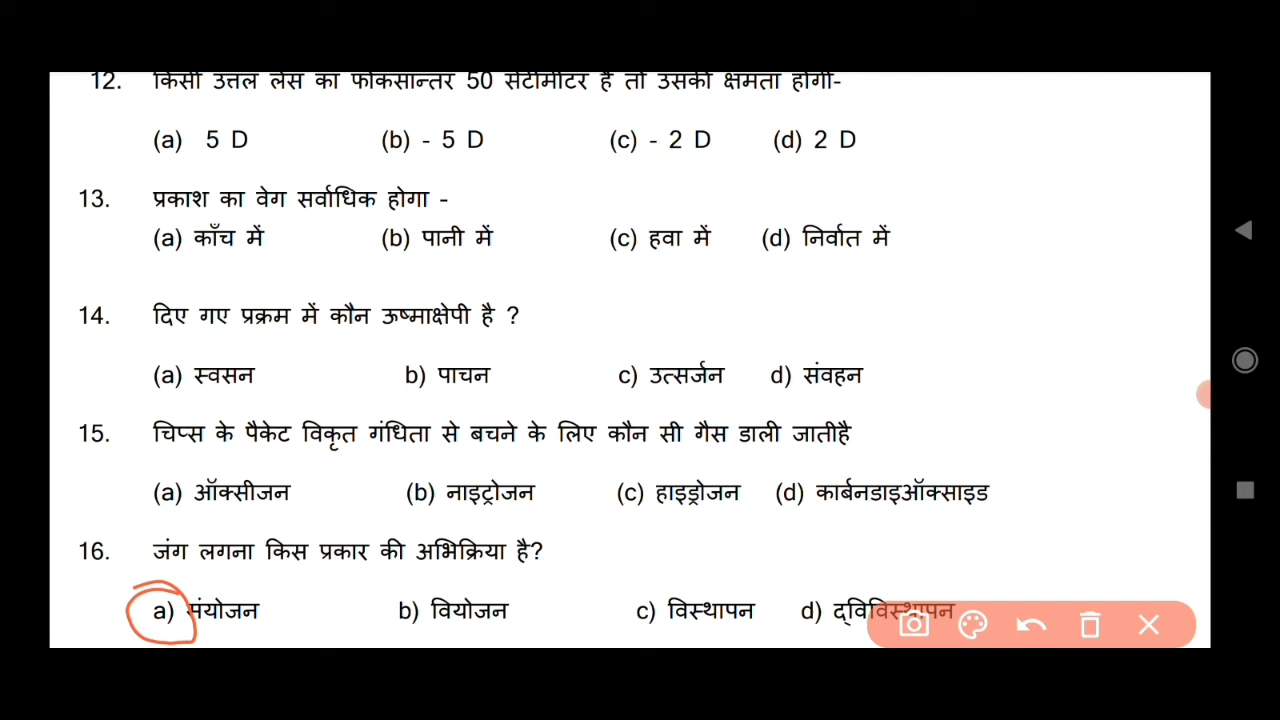 12. किसी उत्तल लेंस का फोकसान्तर 50 सेंटीमीटर है तो उसकी क्षमता होगी-
(a) 5 D (b) - 5 D (c) - 2 D (d) 2 D
13. प्रकाश का वेग सर्वाधिक होगा -
(a) काँच में (b) पानी में (c) हवा में (d) निर्वात में
14. दिए गए प्रक्रम में कौन ऊष्माक्षेपी है ?
(a) स्वसन b) पाचन c) उत्सर्जन d) संवहन
15. चिप्स के पैकेट विकृत गंधिता से बचने के लिए कौन सी गैस डाली जातीहै
(a) ऑक्सीजन (b) नाइट्रोजन (c) हाइड्रोजन (d) कार्बनडाइऑक्साइड
16. जंग लगना किस प्रकार की अभिक्रिया है?
a) संयोजन b) वियोजन c) विस्थापन d) द्विविस्थापन